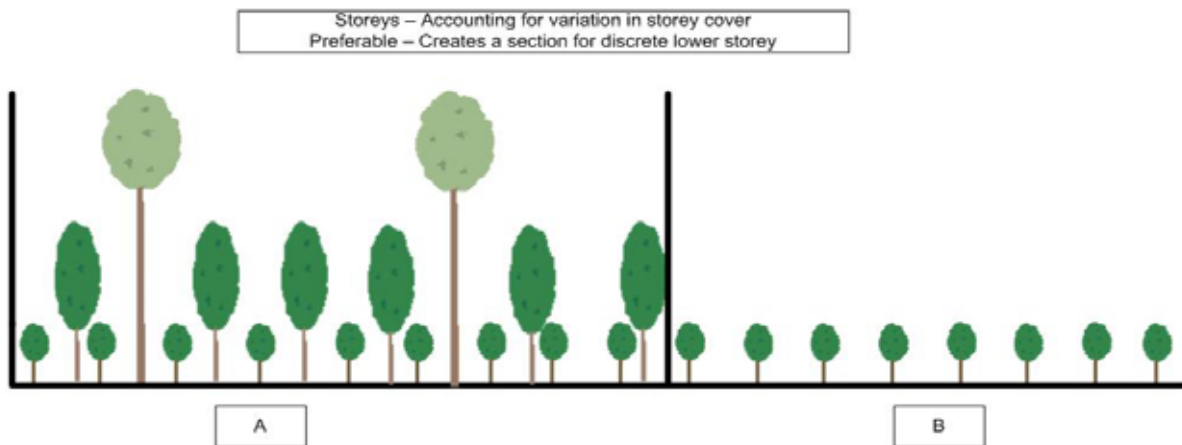 Storeys – Accounting for variation in storey cover
Preferable – Creates a section for discrete lower storey
A
B